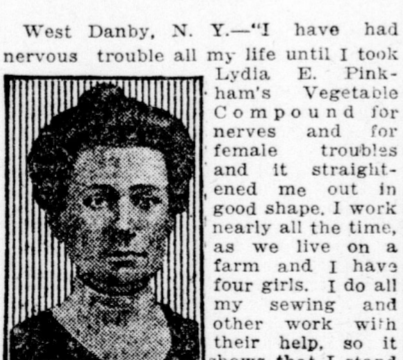 West Danby, N. Y.—“I have had
nervous trouble all my life until I took
Lydia E. Pink-
ham's Vegetable
Compound for
nerves and for
female troubles
and it straight-
ened me out in
good shape. I work
nearly all the time,
as we live on a
farm and I have
four girls. I do all
my sewing and
other work with
their help, so it
shows that I stand